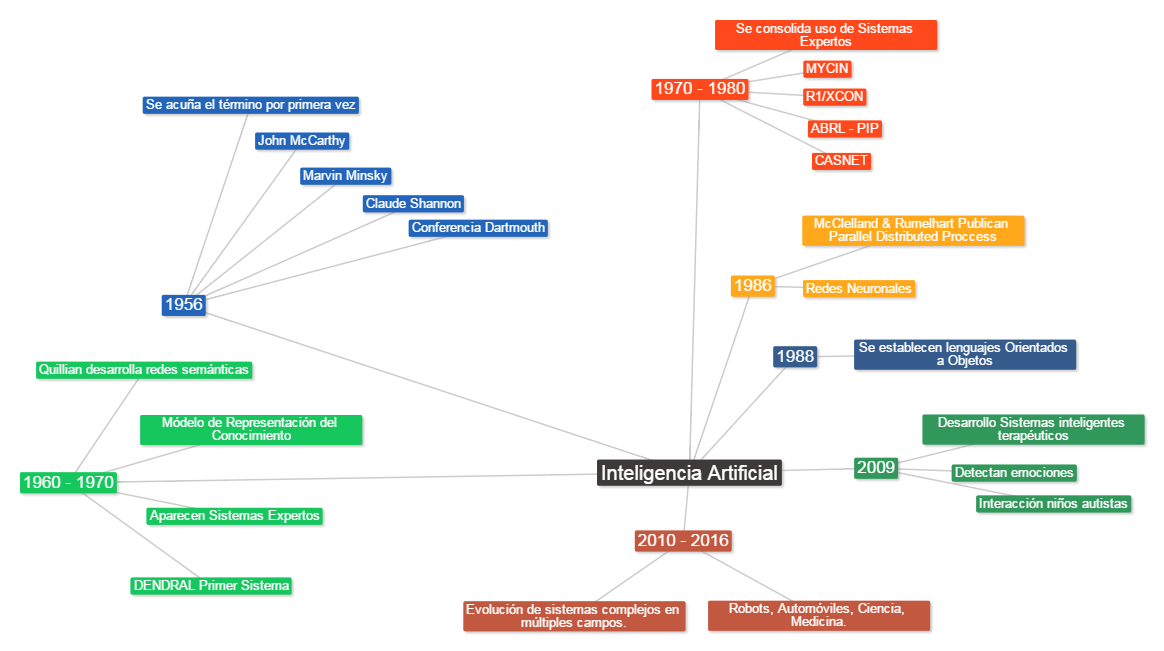 Se consolida uso de Sistemas
Expertos
MYCIN
1970 - 1980
R1/XCON
ABRL - PIP
CASNET
Se acuña el término por primera vez
John McCarthy
Marvin Minsky
Claude Shannon
Conferencia Dartmouth
1956
McClelland & Rumelhart Publican
Parallel Distributed Proccess
1986
Redes Neuronales
1988
Se establecen lenguajes Orientados
a Objetos
Quillian desarrolla redes semánticas
Módelo de Representación del
Conocimiento
1960 - 1970
Aparecen Sistemas Expertos
DENDRAL Primer Sistema
Inteligencia Artificial
Desarrollo Sistemas inteligentes
terapéuticos
2009
Detectan emociones
Interacción niños autistas
2010 - 2016
Evolución de sistemas complejos en
múltiples campos.
Robots, Automóviles, Ciencia,
Medicina.